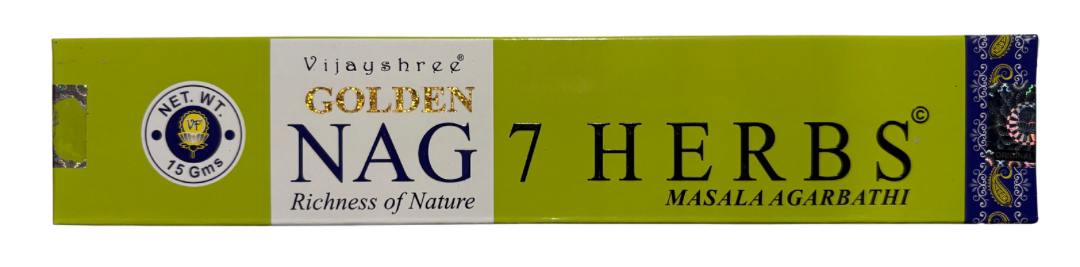 NET. WT.
VF
15 Gms
Vijayshree®
GOLDEN
NAG
Richness of Nature
7 HERBS©
MASALA AGARBATHI